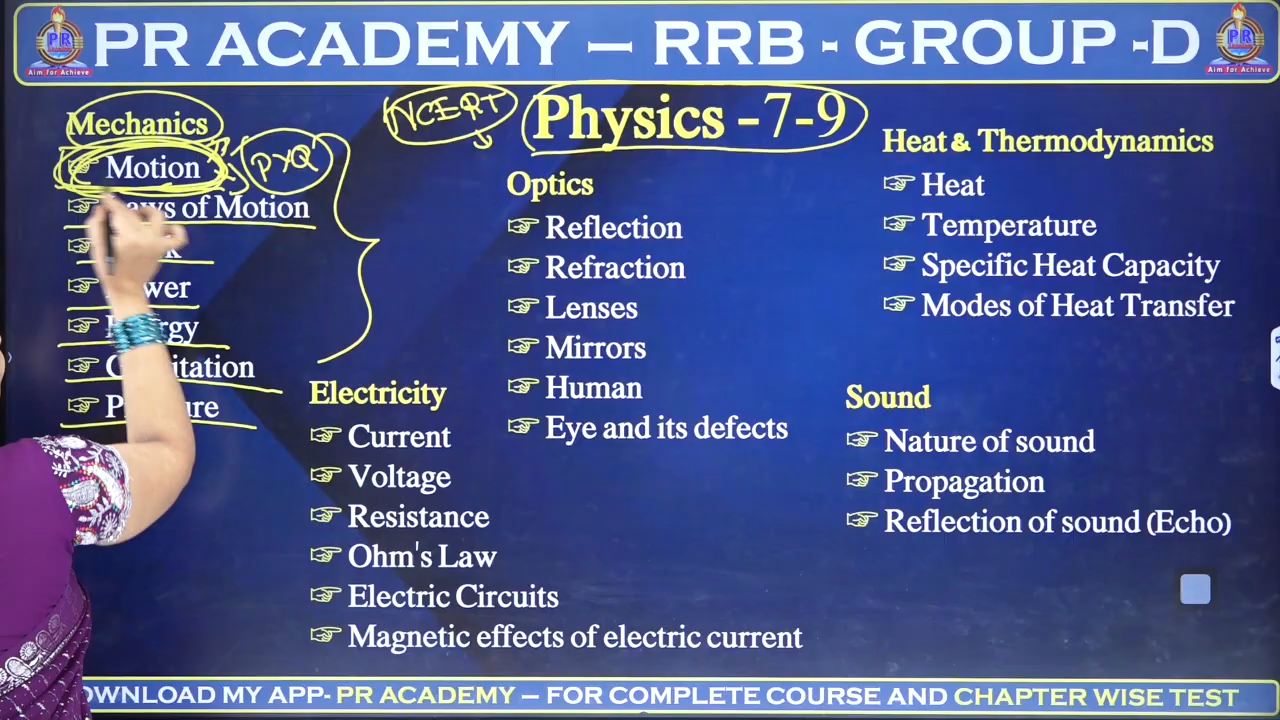 PR ACADEMY – RRB - GROUP -D
PR
Aim For Achieve
PR
Aim For Achieve
NCERT
Physics -7-9
Mechanics
Motion
PYQ
Laws of Motion
Power
Energy
Gravitation
Pressure
Electricity
Current
Voltage
Resistance
Ohm's Law
Electric Circuits
Magnetic effects of electric current
Optics
Reflection
Refraction
Lenses
Mirrors
Human
Eye and its defects
Heat & Thermodynamics
Heat
Temperature
Specific Heat Capacity
Modes of Heat Transfer
Sound
Nature of sound
Propagation
Reflection of sound (Echo)
OWNLOAD MY APP- PR ACADEMY – FOR COMPLETE COURSE AND CHAPTER WISE TEST